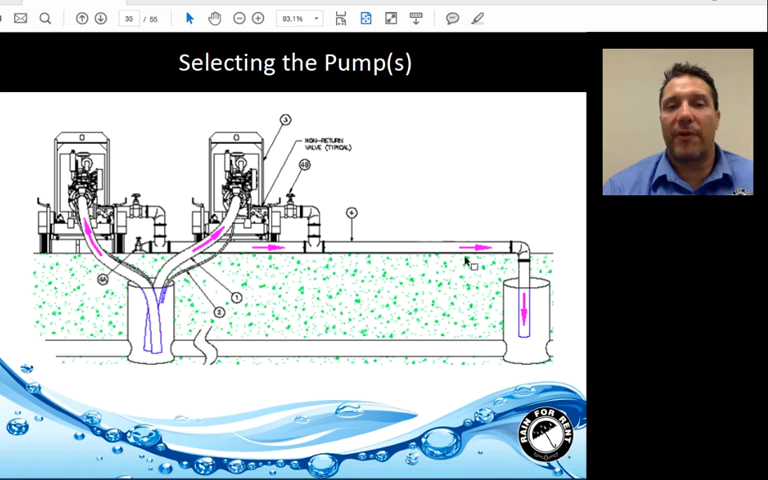 35 / 55
93.1%
Selecting the Pump(s)
3
NON-RETURN
VALVE (TYPICAL)
4B
4A
1
2
RAIN FOR RENT